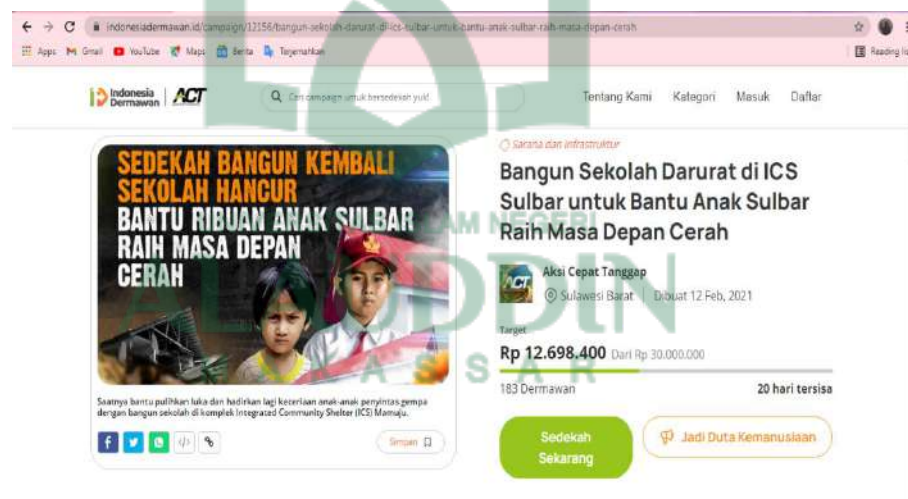 indonesiadermawan.id/campaign/12156/bangun-sekolah-darurat-di-ics-sulbar-untuk-bantu-anak-sulbar-raih-masa-depan-cerah
Apps Gmail YouTube Maps Berita Terjemahkan Reading lis
Indonesia Dermawan ACT
Cari campaign untuk bersedekah yuk!
Tentang Kami Kategori Masuk Daftar
SEDEKAH BANGUN KEMBALI
SEKOLAH HANCUR
BANTU RIBUAN ANAK SULBAR
RAIH MASA DEPAN
CERAH
Saatnya bantu pulihkan luka dan hadirkan lagi keceriaan anak-anak penyintas gempa
dengan bangun sekolah di komplek Integrated Community Shelter (ICS) Mamuju.
Simpan
Sarana dan Infrastruktur
Bangun Sekolah Darurat di ICS
Sulbar untuk Bantu Anak Sulbar
Raih Masa Depan Cerah
ACT
Aksi Cepat Tanggap
Sulawesi Barat Dibuat 12 Feb, 2021
Target
Rp 12.698.400 Dari Rp 30.000.000
183 Dermawan 20 hari tersisa
Sedekah
Sekarang
Jadi Duta Kemanusiaan
AM NEGERI
ALAUDDIN
KASSAR